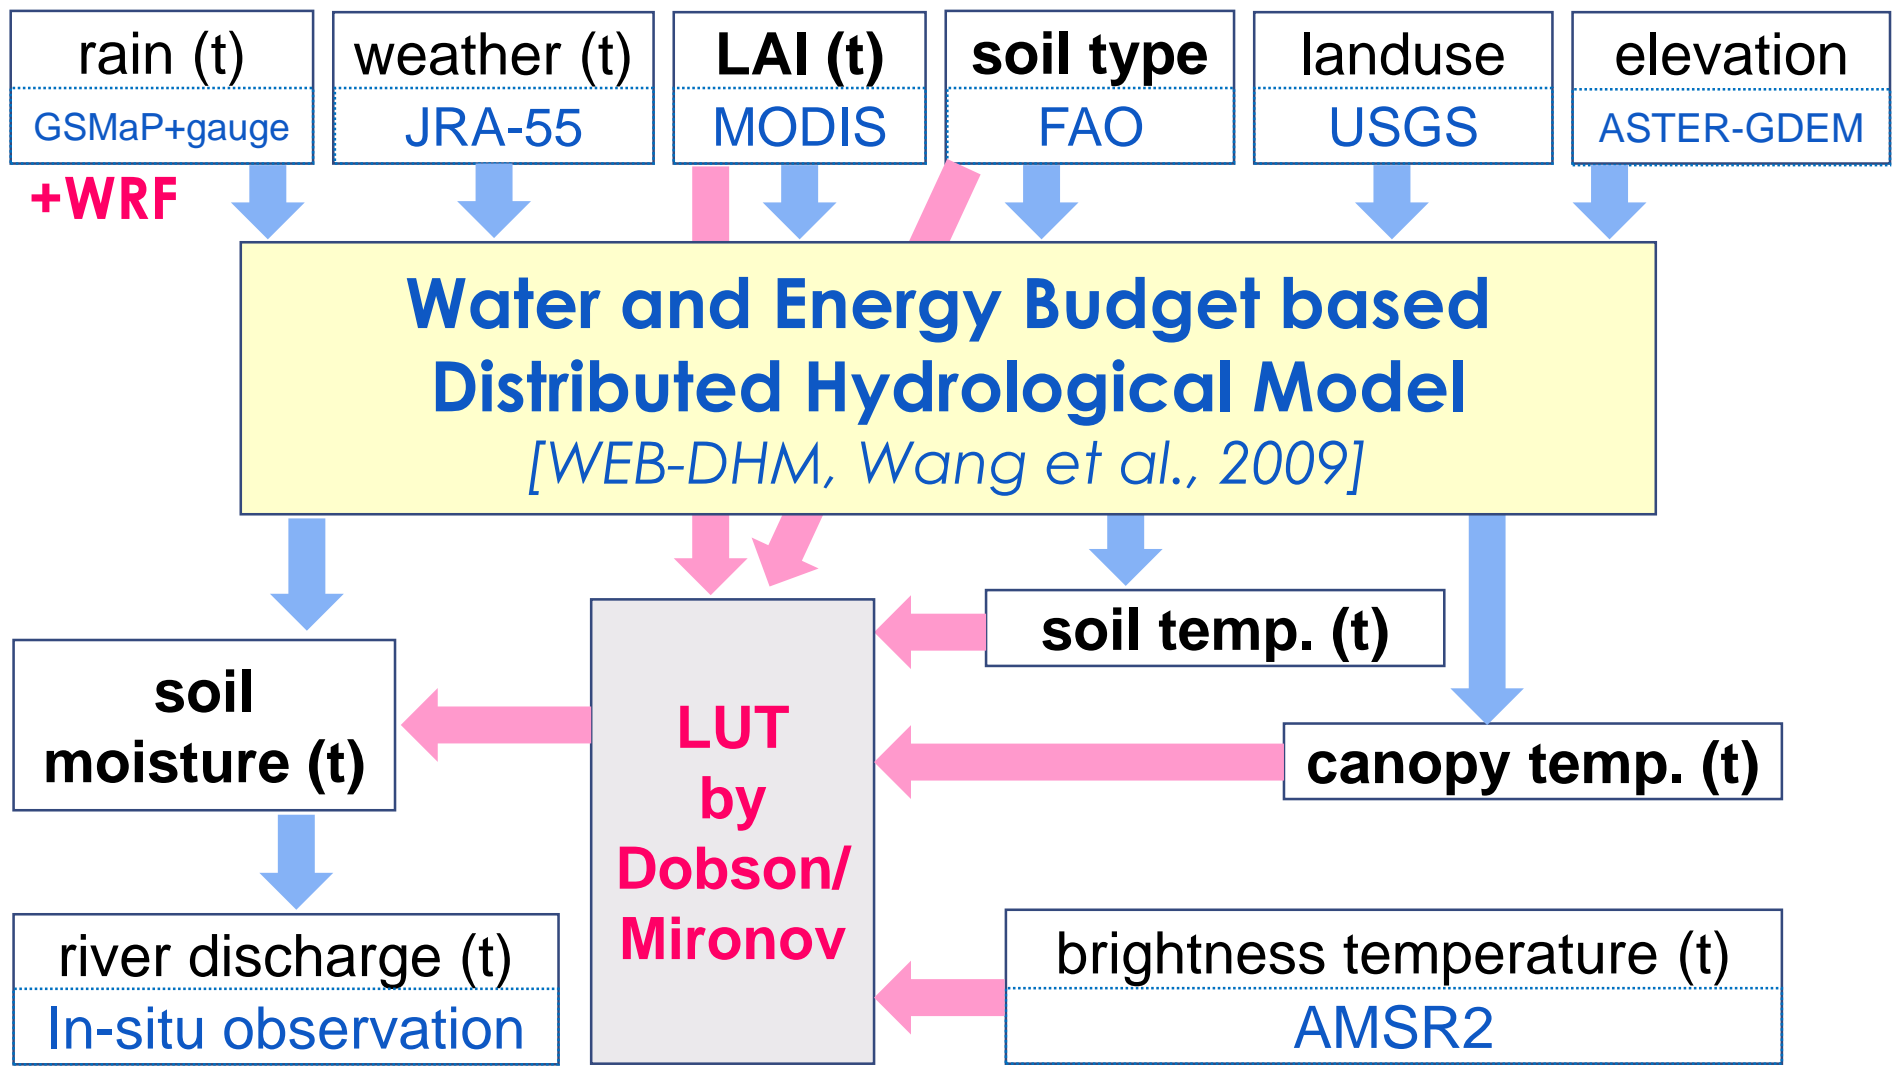 rain (t)
GSMaP+gauge
+WRF
weather (t)
JRA-55
LAI (t)
MODIS
soil type
FAO
landuse
USGS
elevation
ASTER-GDEM
Water and Energy Budget based
Distributed Hydrological Model
[WEB-DHM, Wang et al., 2009]
soil
moisture (t)
river discharge (t)
In-situ observation
LUT
by
Dobson/
Mironov
soil temp. (t)
canopy temp. (t)
brightness temperature (t)
AMSR2